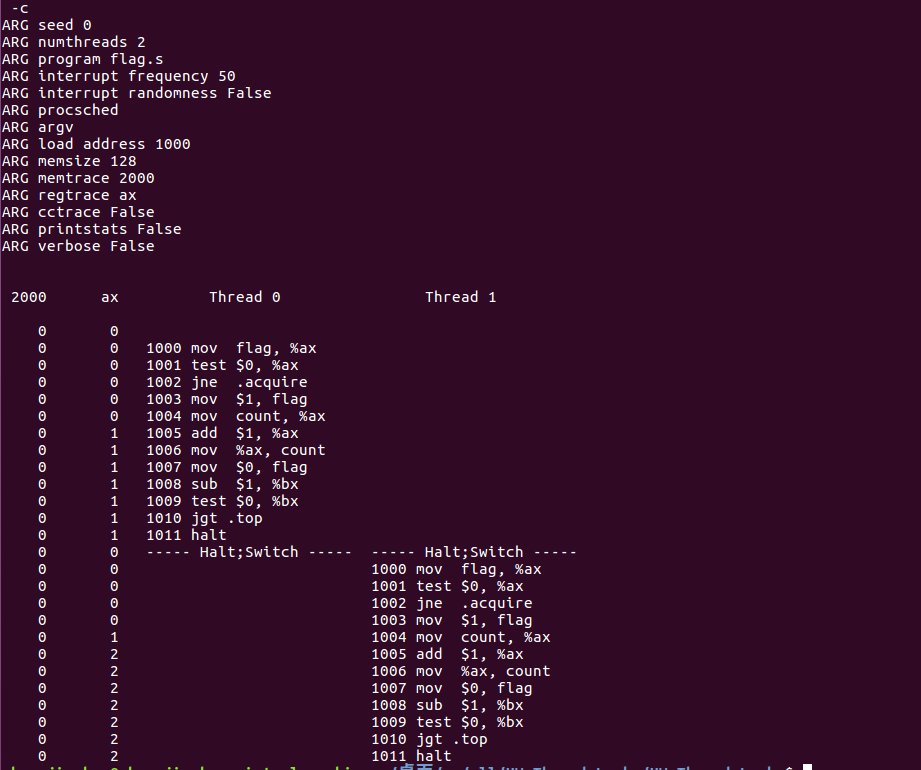 -c
ARG seed 0
ARG numthreads 2
ARG program flag.s
ARG interrupt frequency 50
ARG interrupt randomness False
ARG procsched
ARG argv
ARG load address 1000
ARG memsize 128
ARG memtrace 2000
ARG regtrace ax
ARG cctrace False
ARG printstats False
ARG verbose False
2000 ax Thread 0 Thread 1
0 0
0 0 1000 mov flag, %ax
0 0 1001 test $0, %ax
0 0 1002 jne .acquire
0 0 1003 mov $1, flag
0 0 1004 mov count, %ax
0 1 1005 add $1, %ax
0 1 1006 mov %ax, count
0 1 1007 mov $0, flag
0 1 1008 sub $1, %bx
0 1 1009 test $0, %bx
0 1 1010 jgt .top
0 1 1011 halt
0 0 ----- Halt;Switch ----- ----- Halt;Switch -----
0 0 1000 mov flag, %ax
0 0 1001 test $0, %ax
0 0 1002 jne .acquire
0 0 1003 mov $1, flag
0 1 1004 mov count, %ax
0 2 1005 add $1, %ax
0 2 1006 mov %ax, count
0 2 1007 mov $0, flag
0 2 1008 sub $1, %bx
0 2 1009 test $0, %bx
0 2 1010 jgt .top
0 2 1011 halt